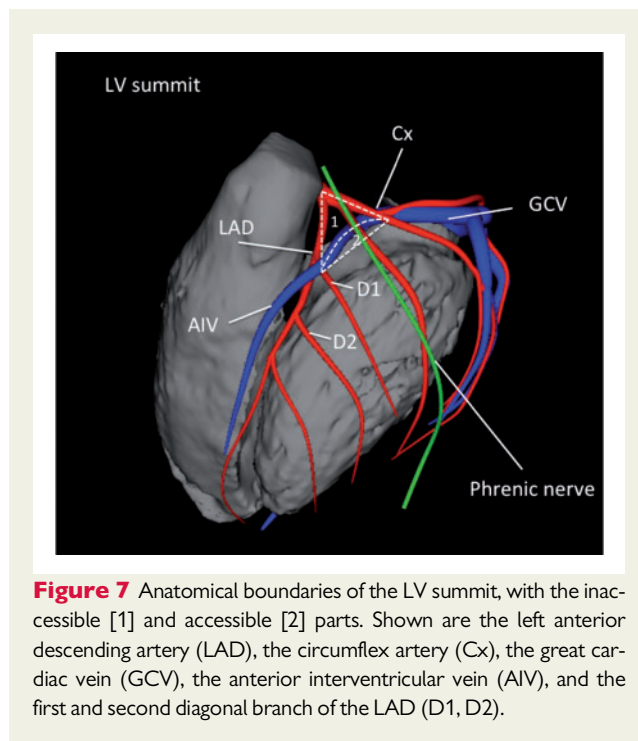 LV summit
Cx
GCV
LAD
1
2
D1
AIV
D2
Phrenic nerve
Figure 7 Anatomical boundaries of the LV summit, with the inac-
cessible [1] and accessible [2] parts. Shown are the left anterior
descending artery (LAD), the circumflex artery (Cx), the great car-
diac vein (GCV), the anterior interventricular vein (AIV), and the
first and second diagonal branch of the LAD (D1, D2).